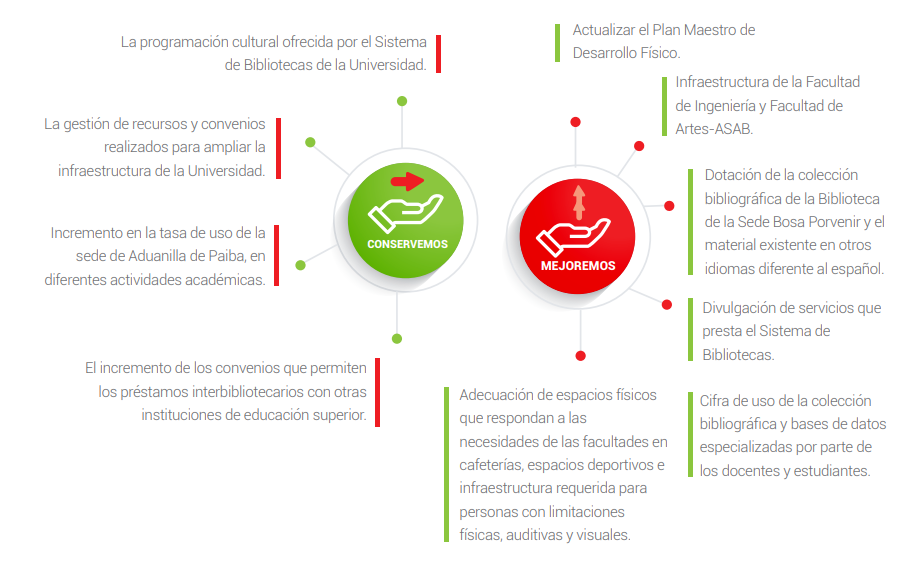 La programación cultural ofrecida por el Sistema
de Bibliotecas de la Universidad.
La gestión de recursos y convenios
realizados para ampliar la
infraestructura de la Universidad.
Incremento en la tasa de uso de la
sede de Aduanilla de Paiba, en
diferentes actividades académicas.
El incremento de los convenios que permiten
los préstamos interbibliotecarios con otras
instituciones de educación superior.
CONSERVEMOS
MEJOREMOS
Actualizar el Plan Maestro de
Desarrollo Físico.
Infraestructura de la Facultad
de Ingeniería y Facultad de
Artes-ASAB.
Dotación de la colección
bibliográfica de la Biblioteca
de la Sede Bosa Porvenir y el
material existente en otros
idiomas diferente al español.
Divulgación de servicios que
presta el Sistema de
Bibliotecas.
Cifra de uso de la colección
bibliográfica y bases de datos
especializadas por parte de
los docentes y estudiantes.
Adecuación de espacios físicos
que respondan a las
necesidades de las facultades en
cafeterías, espacios deportivos e
infraestructura requerida para
personas con limitaciones
físicas, auditivas y visuales.